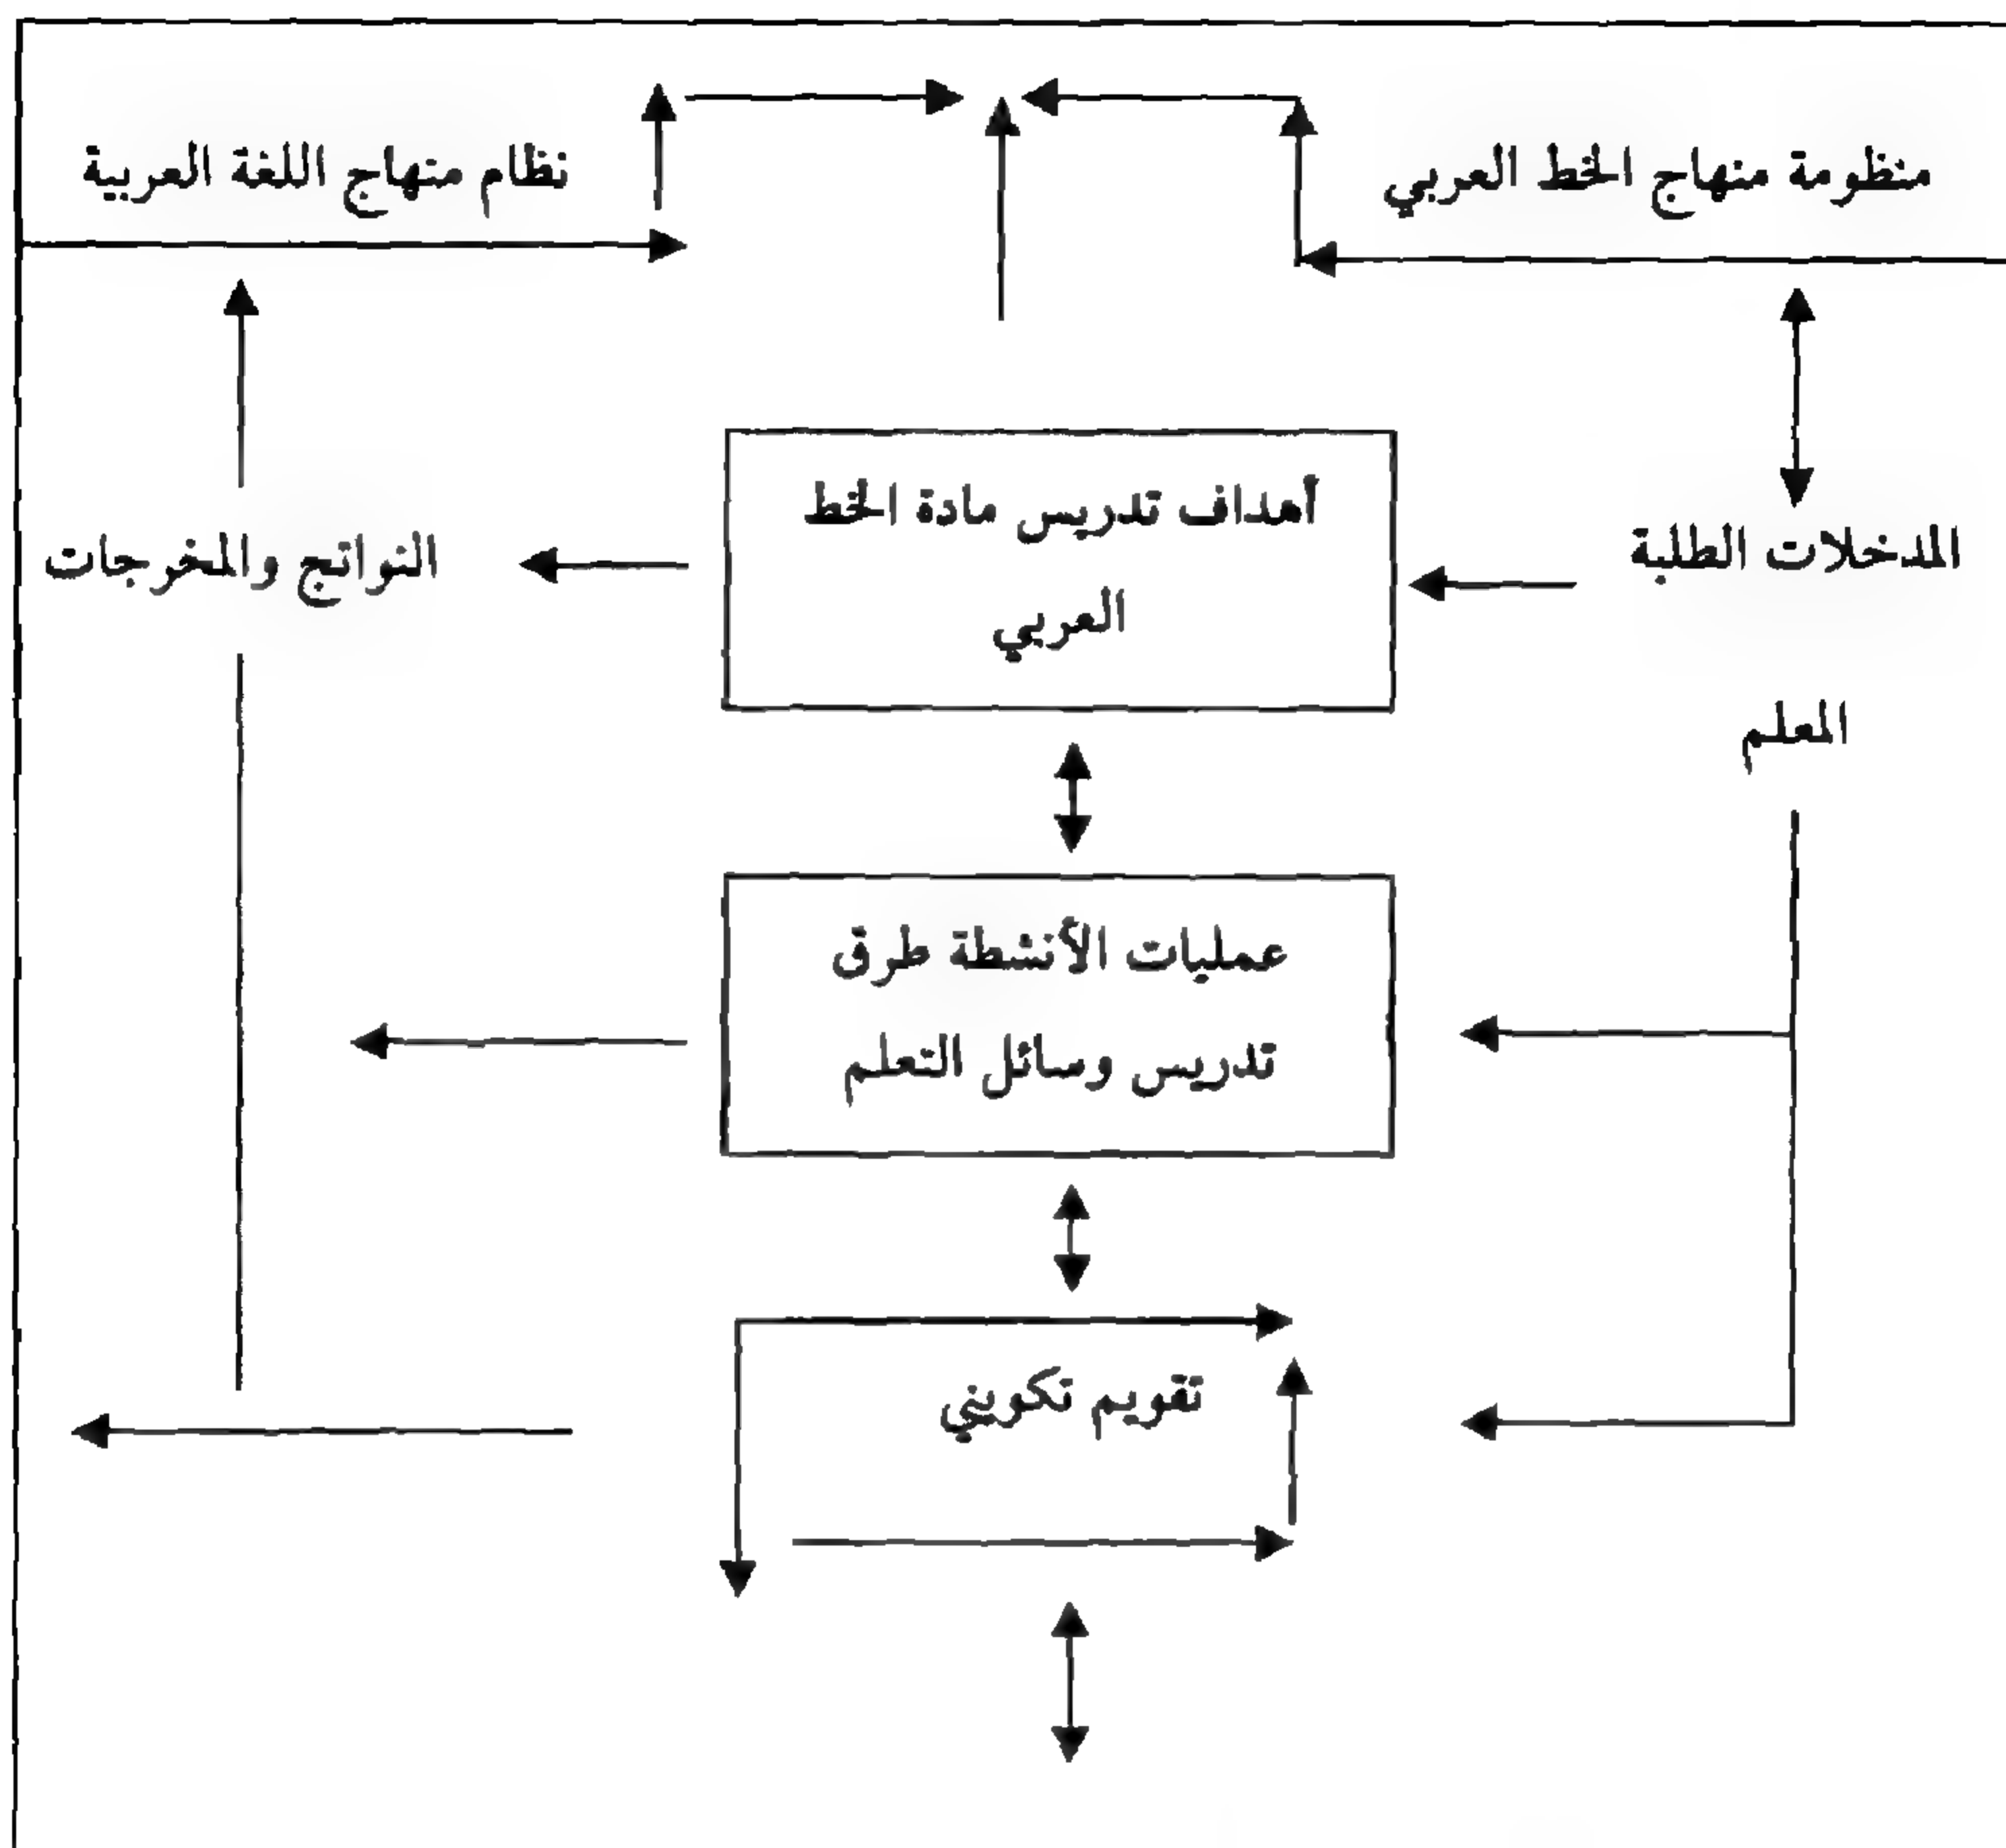 منظومة منهاج الخط العربي
نظام منهاج اللغة العربية
أهداف تدريس مادة الخط
العربي
المدخلات الطلبة
النواتج والمخرجات
المعلم
عمليات الأنشطة طرق
تدريس وسائل التعلم
تقويم تكويني